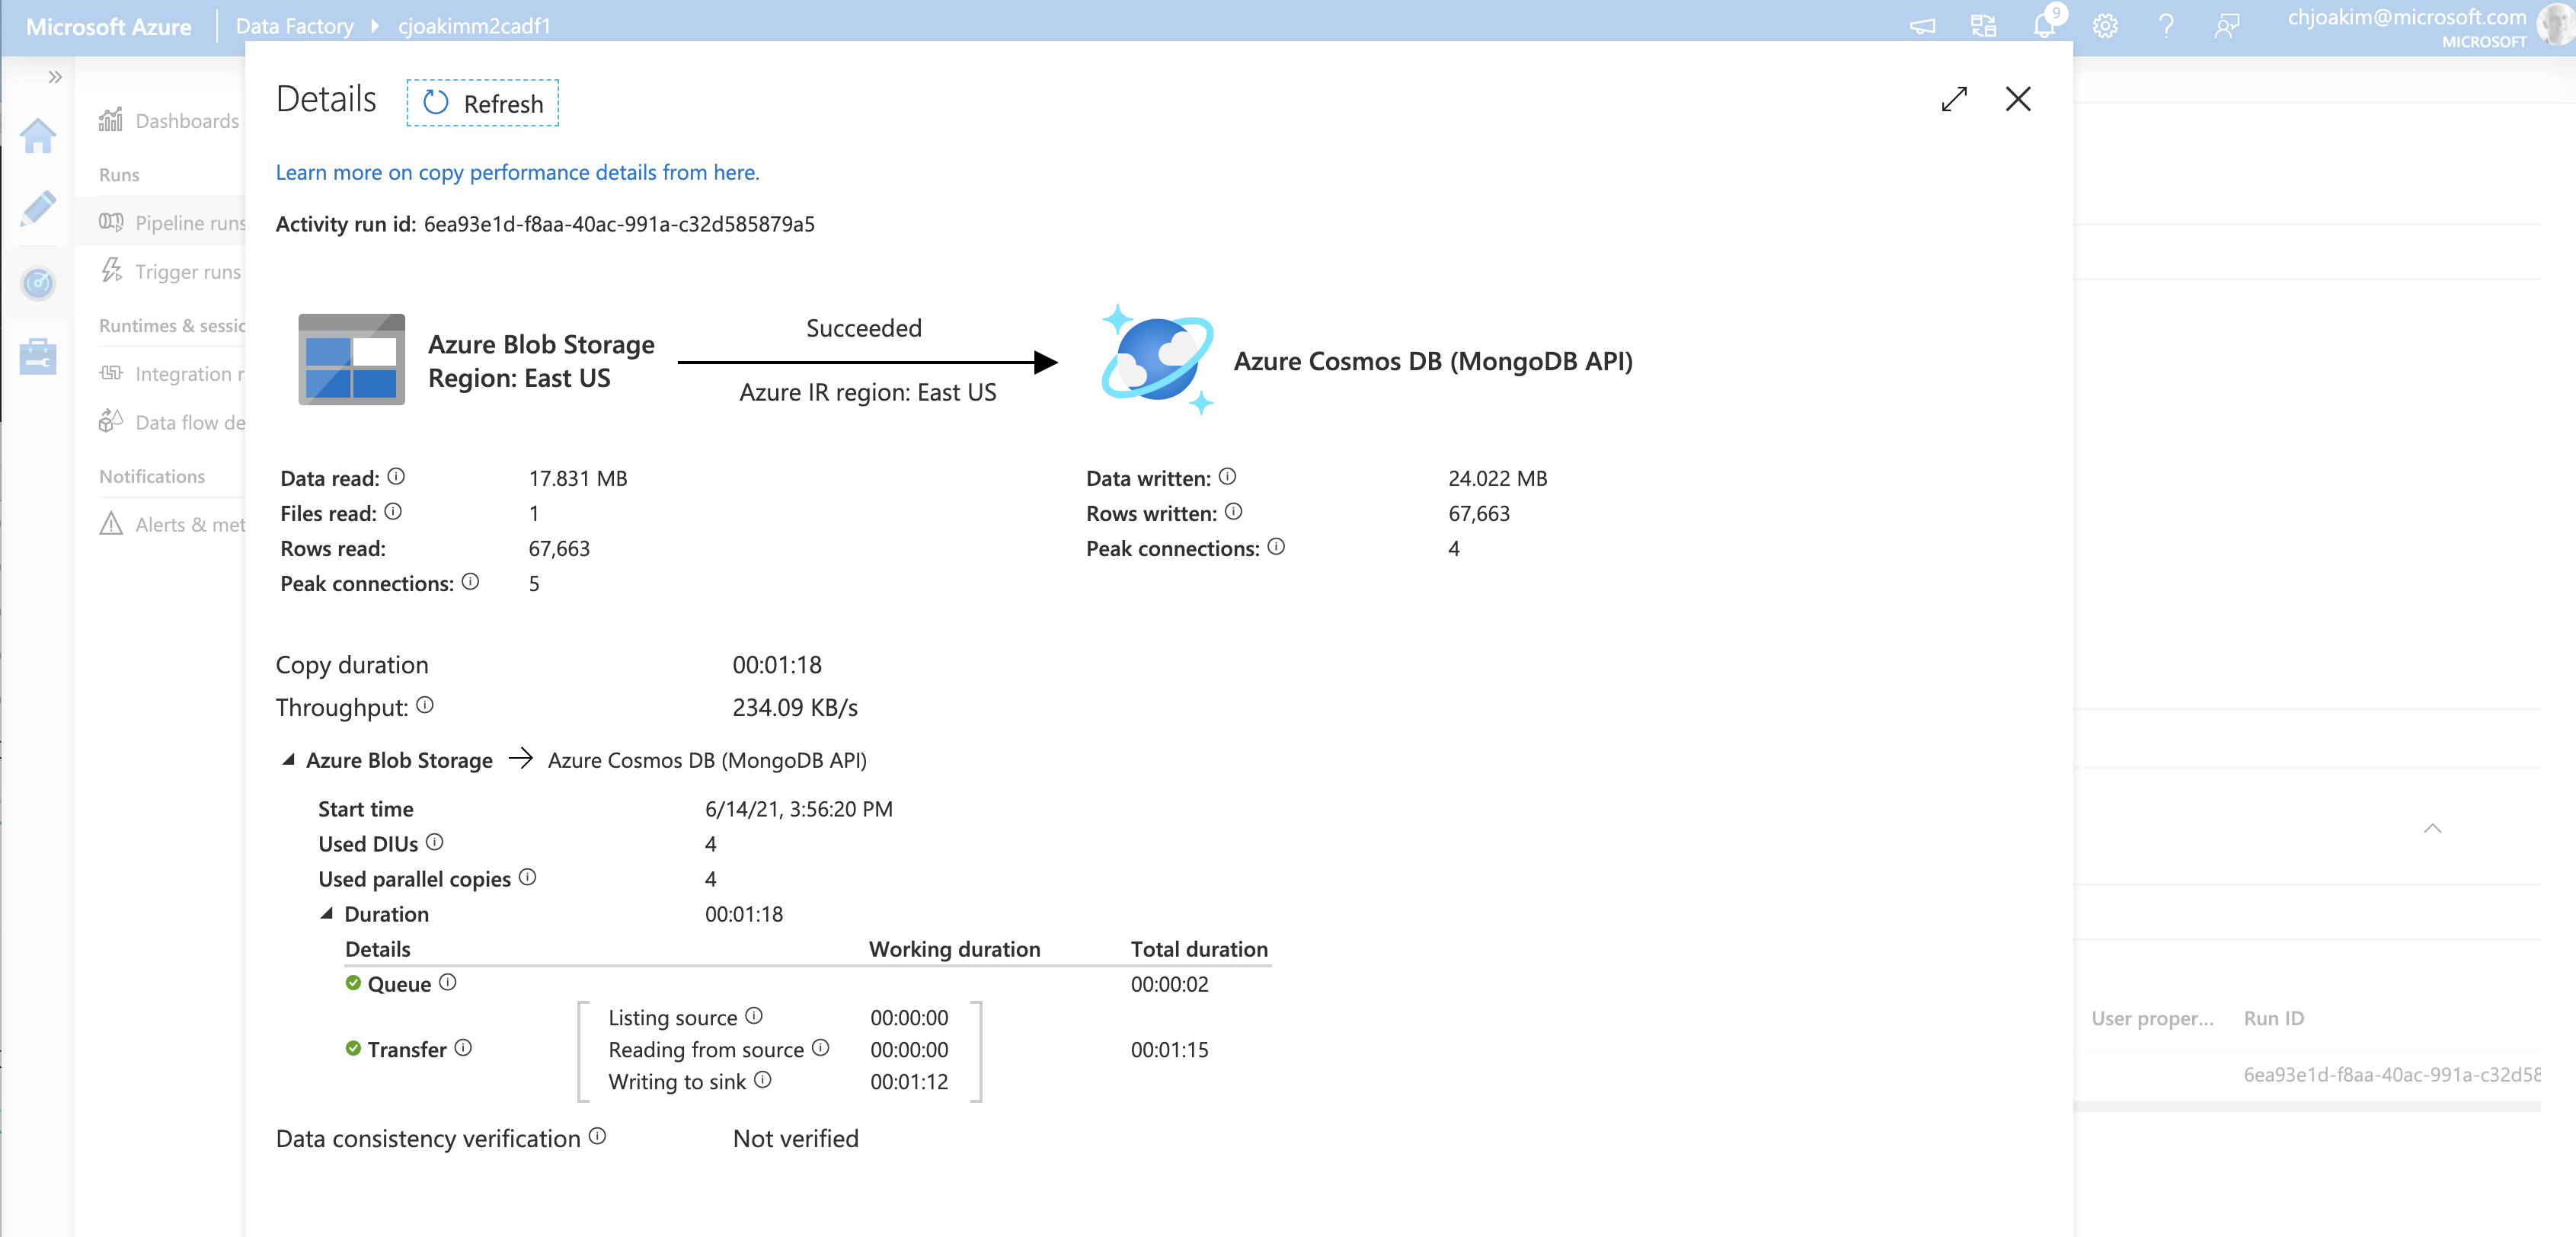 Microsoft Azure
Data Factory
cjoakimm2cadf1
9
chjoakim@microsoft.com
MICROSOFT
Dashboards
Runs
Pipeline runs
Trigger runs
Runtimes & sessic
Integration r
Data flow de
Notifications
Alerts & met
Details
Refresh
Learn more on copy performance details from here.
Activity run id: 6ea93e1d-f8aa-40ac-991a-c32d585879a5
Azure Blob Storage
Region: East US
Succeeded
Azure IR region: East US
Azure Cosmos DB (MongoDB API)
Data read: 17.831 MB
Files read: 1
Rows read: 67,663
Peak connections: 5
Data written: 24.022 MB
Rows written: 67,663
Peak connections: 4
Copy duration 00:01:18
Throughput: 234.09 KB/s
Azure Blob Storage → Azure Cosmos DB (MongoDB API)
Start time 6/14/21, 3:56:20 PM
Used DIUs 4
Used parallel copies 4
Duration 00:01:18
Details Working duration Total duration
Queue 00:00:02
Listing source 00:00:00
Transfer Reading from source 00:00:00 00:01:15
Writing to sink 00:01:12
Data consistency verification Not verified
User proper... Run ID
6ea93e1d-f8aa-40ac-991a-c32d58